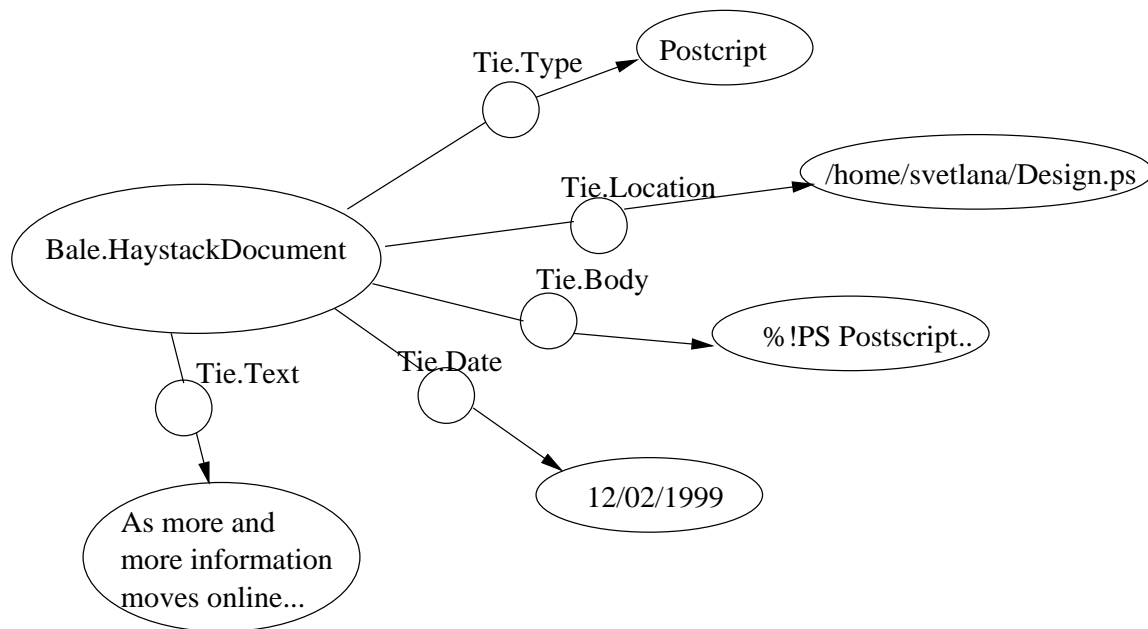 Postcript
Tie.Type
/home/svetlana/Design.ps
Tie.Location
Bale.HaystackDocument
Tie.Body
%!PS Postscript..
Tie.Date
Tie.Text
12/02/1999
As more and
more information
moves online...